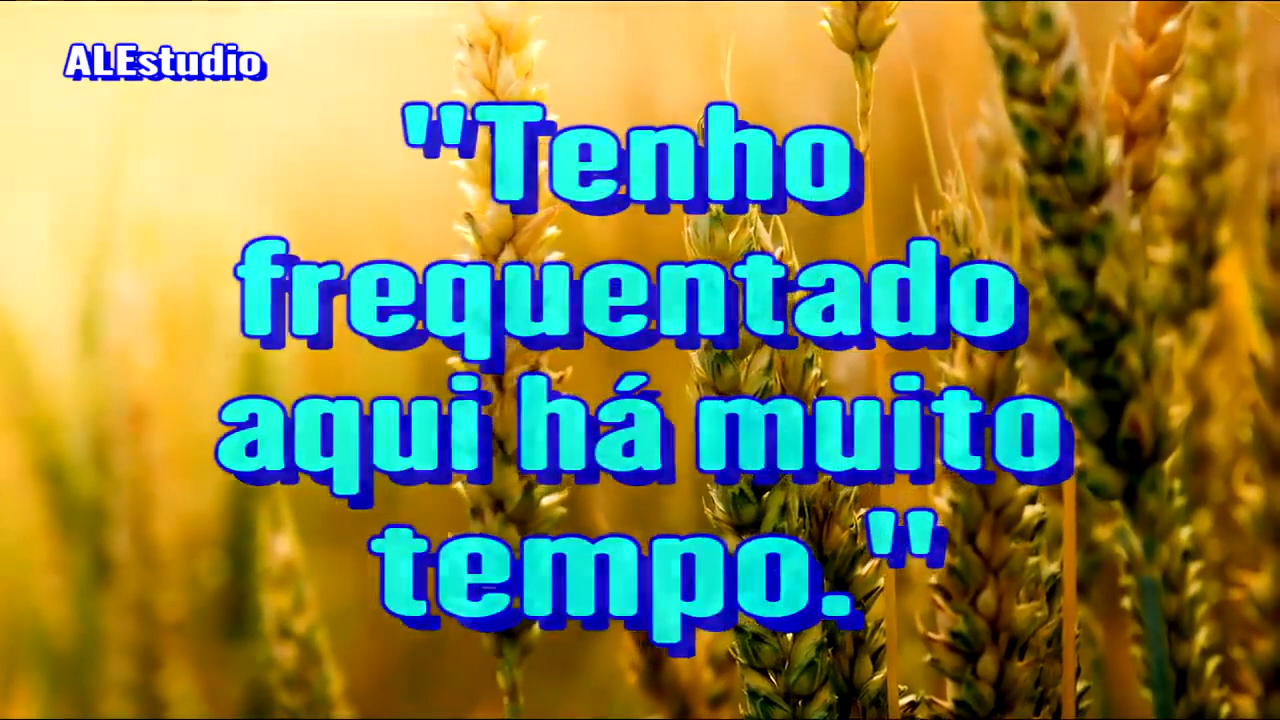 ALEstudio
"Tenho
frequentado
aqui há muito
tempo."